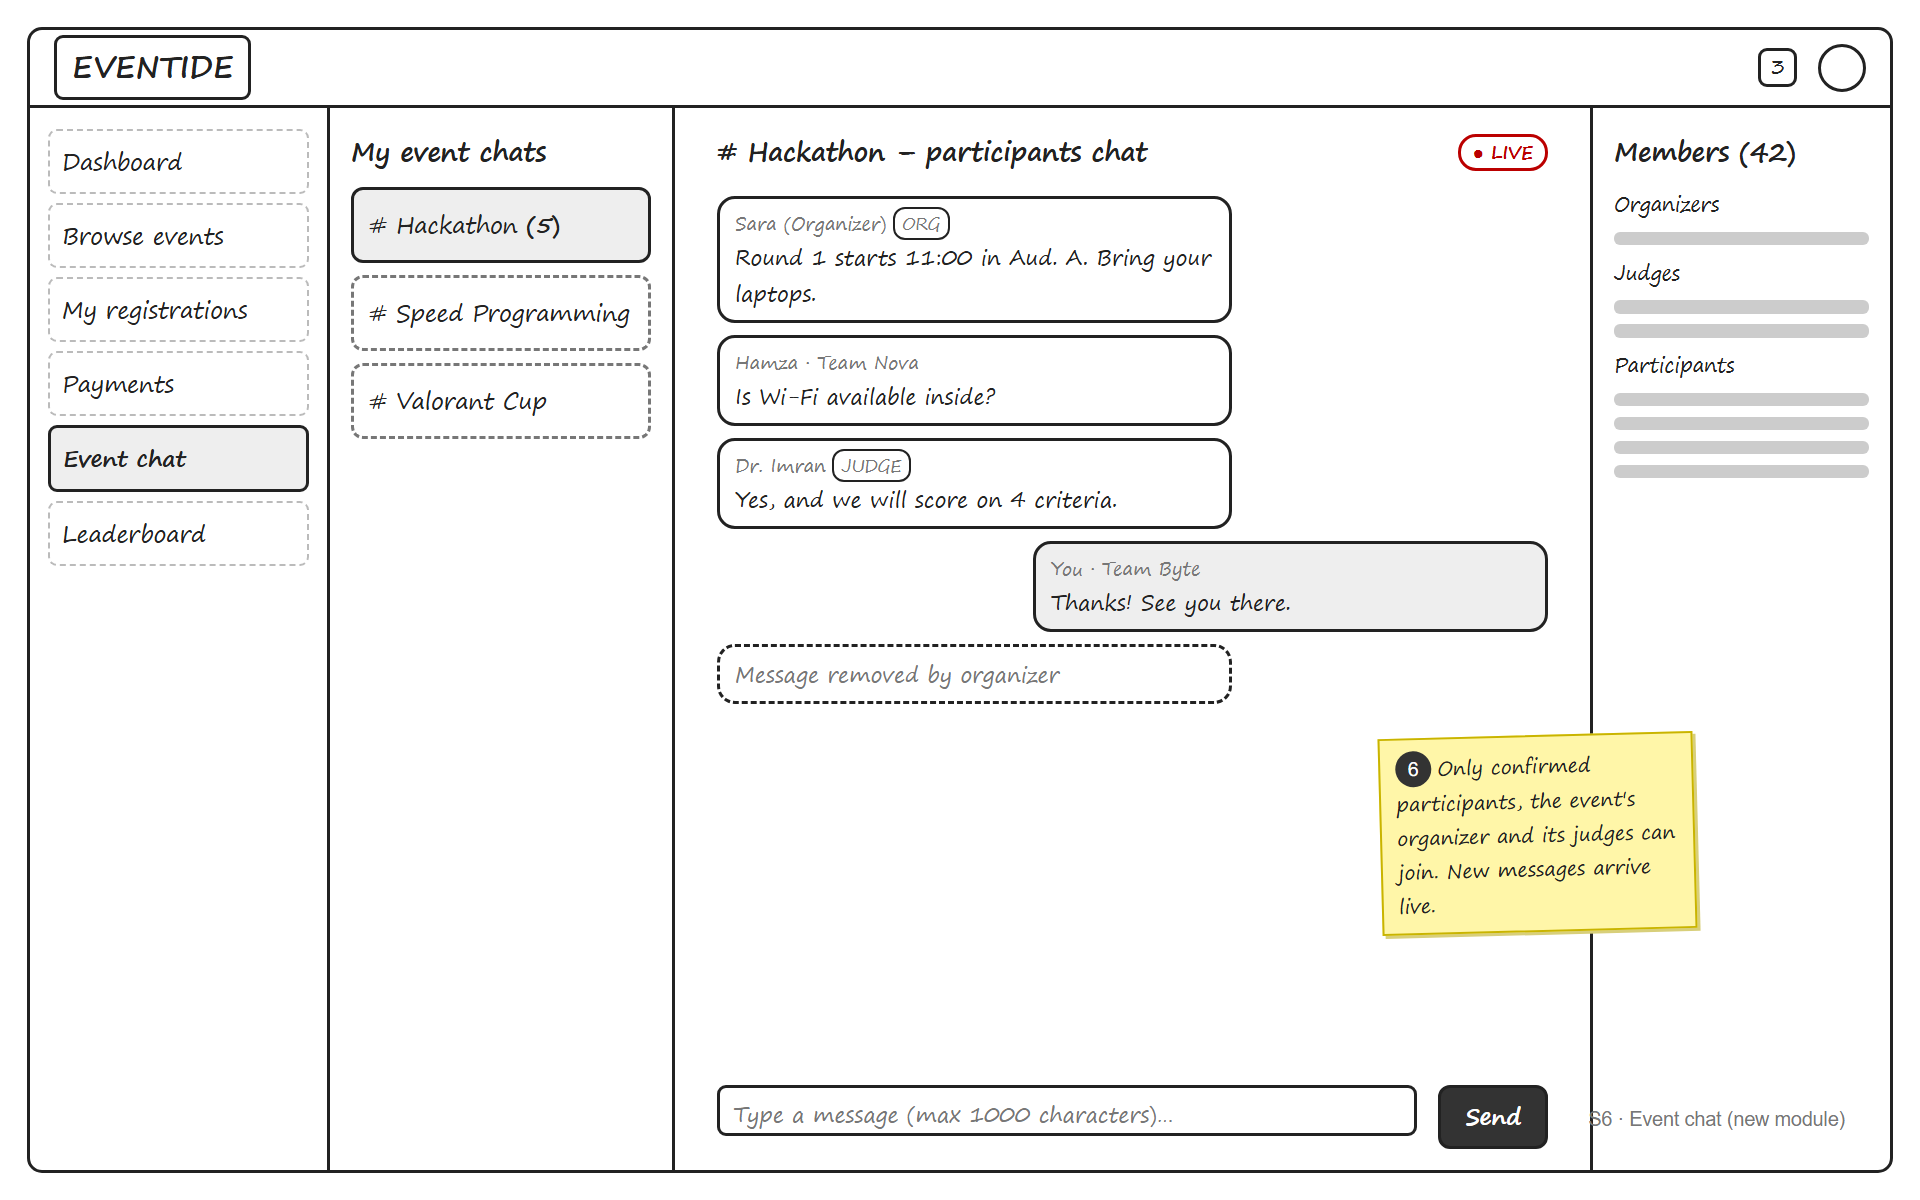 EVENTIDE
3
Dashboard
Browse events
My registrations
Payments
Event chat
Leaderboard
My event chats
# Hackathon (5)
# Speed Programming
# Valorant Cup
# Hackathon – participants chat
• LIVE
Sara (Organizer) ORG
Round 1 starts 11:00 in Aud. A. Bring your
laptops.
Hamza · Team Nova
Is Wi-Fi available inside?
Dr. Imran JUDGE
Yes, and we will score on 4 criteria.
You · Team Byte
Thanks! See you there.
Message removed by organizer
6 Only confirmed
participants, the event's
organizer and its judges can
join. New messages arrive
live.
Type a message (max 1000 characters)...
Send
Members (42)
Organizers
Judges
Participants
S6 · Event chat (new module)